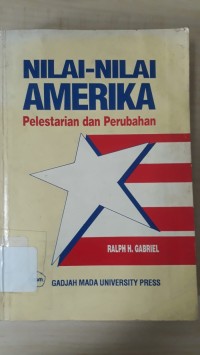 NILAI-NILAI
AMERIKA
Pelestarian dan Perubahan
RALPH H. GABRIEL
GADJAH MADA UNIVERSITY PRESS